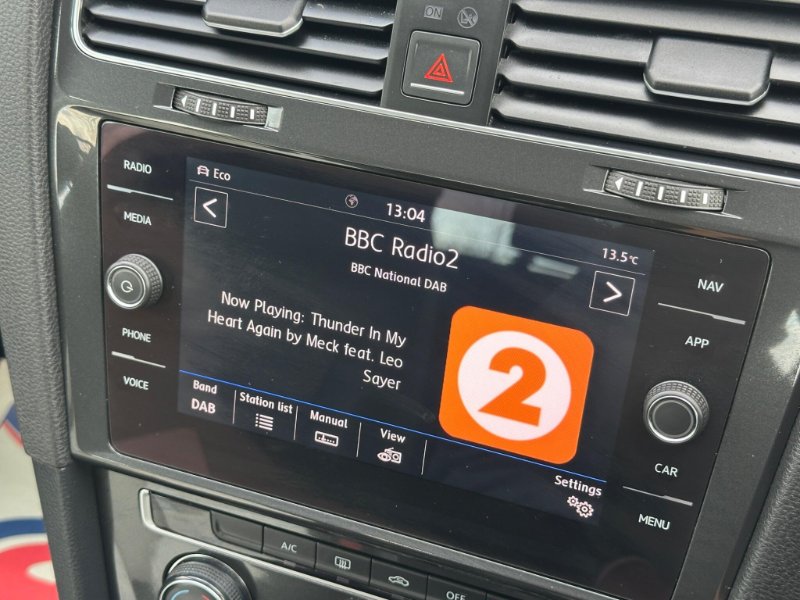 ON
RADIO
MEDIA
PHONE
VOICE
Eco
13:04
13.5°C
<
BBC Radio2
>
BBC National DAB
Now Playing: Thunder In My
Heart Again by Meck feat. Leo
Sayer
2
Band
DAB
Station list
Manual
View
Settings
NAV
APP
CAR
MENU
A/C
OFF